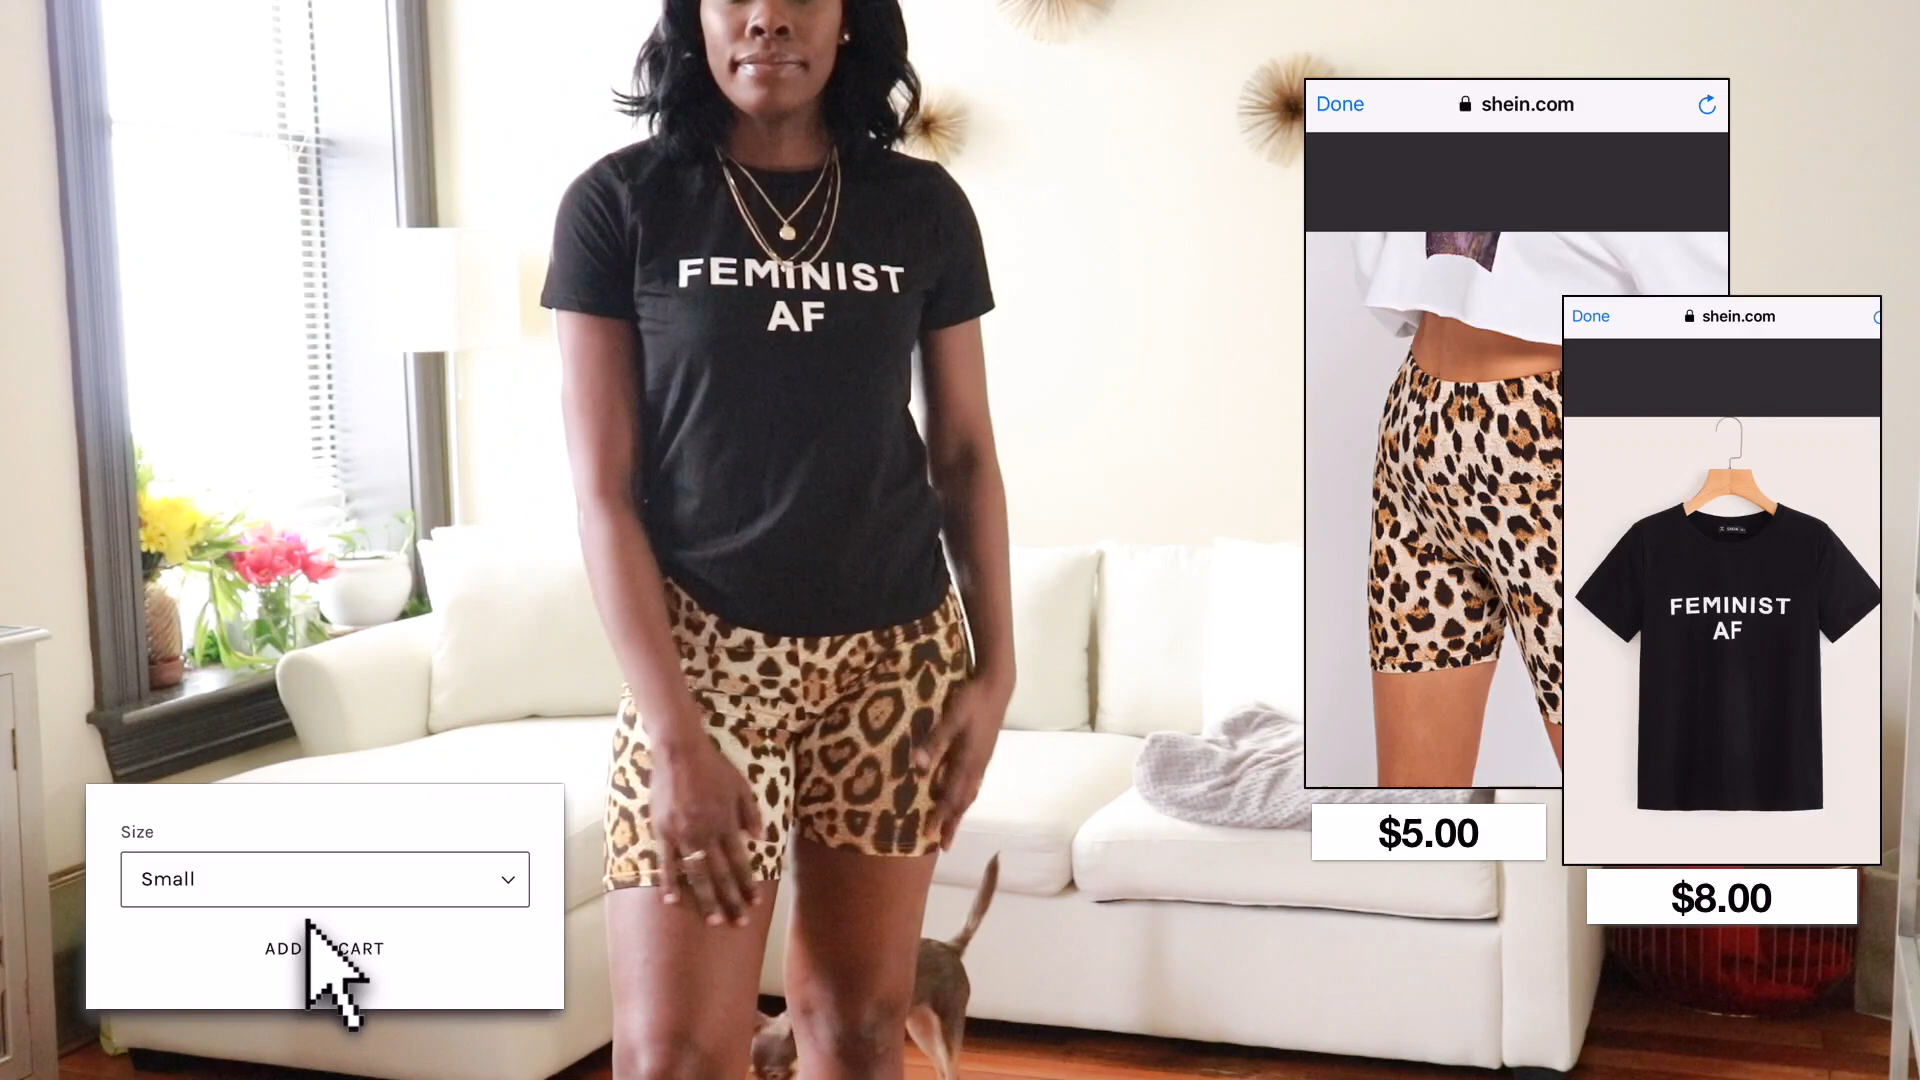 FEMINIST
AF
Done
shein.com
Done
shein.com
FEMINIST
AF
$5.00
$8.00
Size
Small
ADD
CART